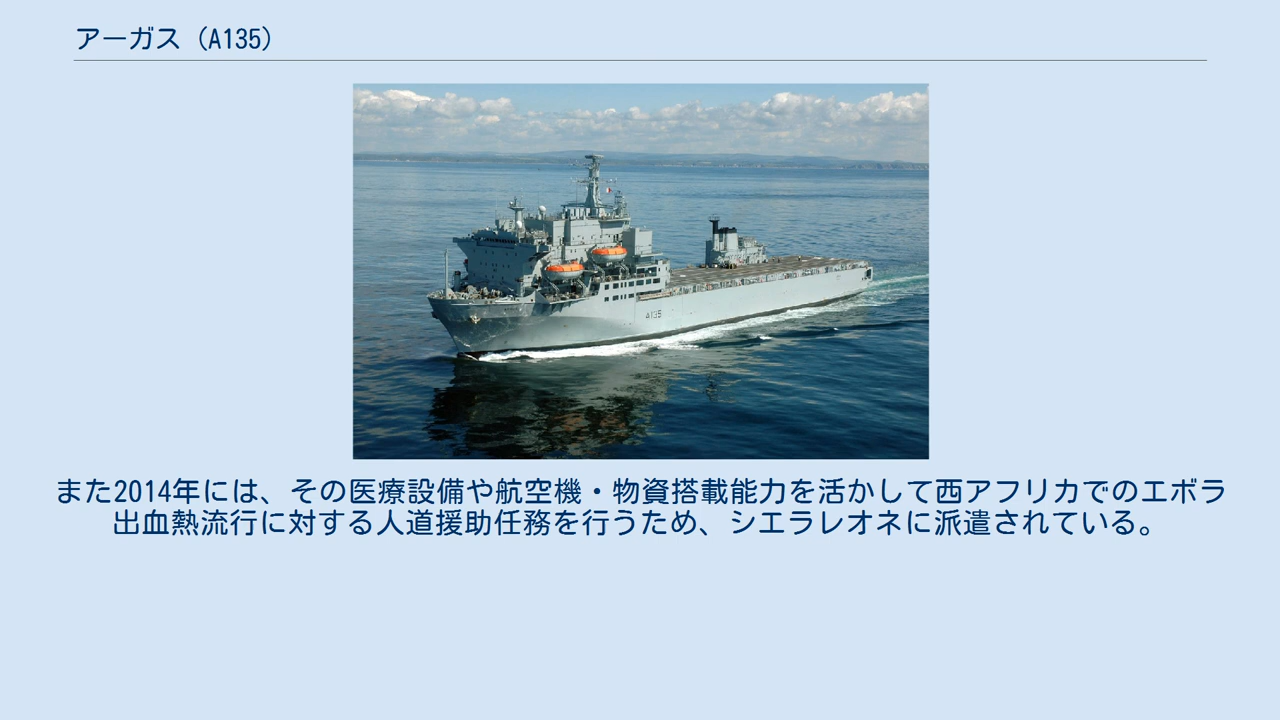 アーガス（A135）
A135
また2014年には、その医療設備や航空機・物資搭載能力を活かして西アフリカでのエボラ
出血熱流行に対する人道援助任務を行うため、シエラレオネに派遣されている。